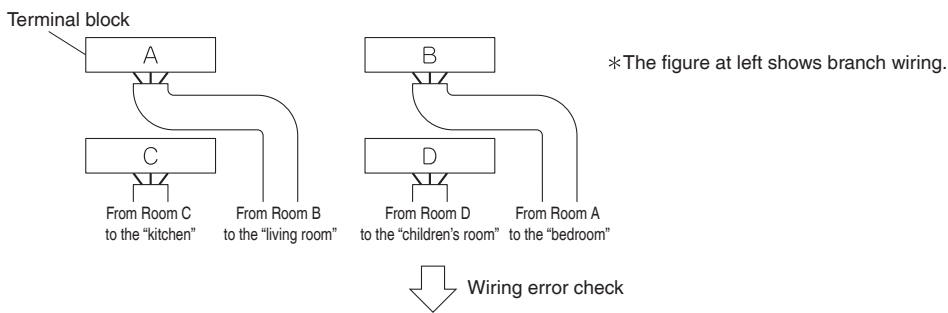 Terminal block
A
B
*The figure at left shows branch wiring.
C
D
From Room C
to the “kitchen”
From Room B
to the “living room”
From Room D
to the “children’s room”
From Room A
to the “bedroom”
Wiring error check